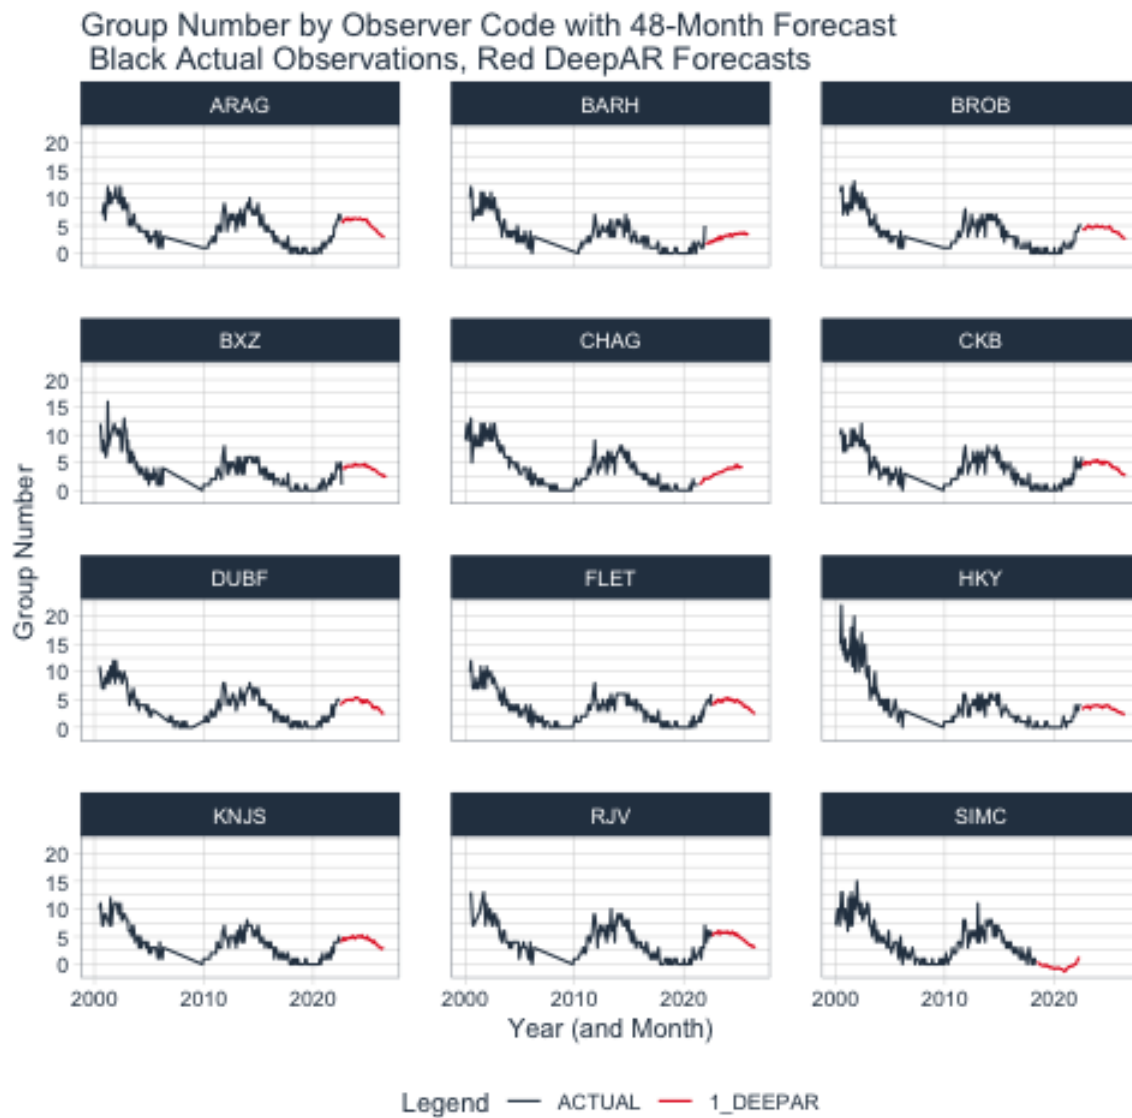 Group Number by Observer Code with 48-Month Forecast
Black Actual Observations, Red DeepAR Forecasts
ARAG BARH BROB
20
15
10
5
0
BXZ CHAG CKB
20
15
10
5
0
DUBF FLET HKY
20
15
10
5
0
KNJS RJV SIMC
20
15
10
5
0
Group Number
2000 2010 2020 2000 2010 2020 2000 2010 2020
Year (and Month)
Legend ACTUAL 1_DEEPAR